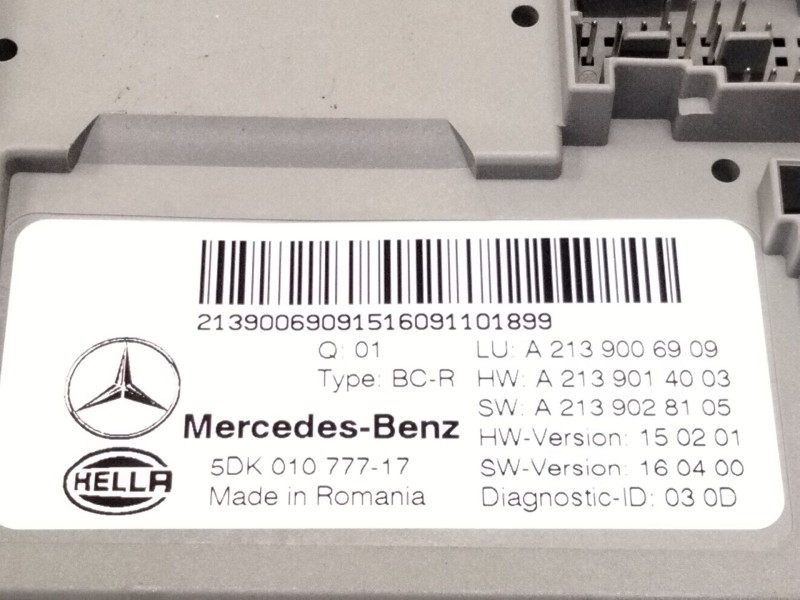 21390069091516091101899
Q: 01 LU: A 213 900 69 09
Type: BC-R HW: A 213 901 40 03
SW: A 213 902 81 05
Mercedes-Benz HW-Version: 15 02 01
5DK 010 777-17 SW-Version: 16 04 00
HELLA Made in Romania Diagnostic-ID: 03 0D